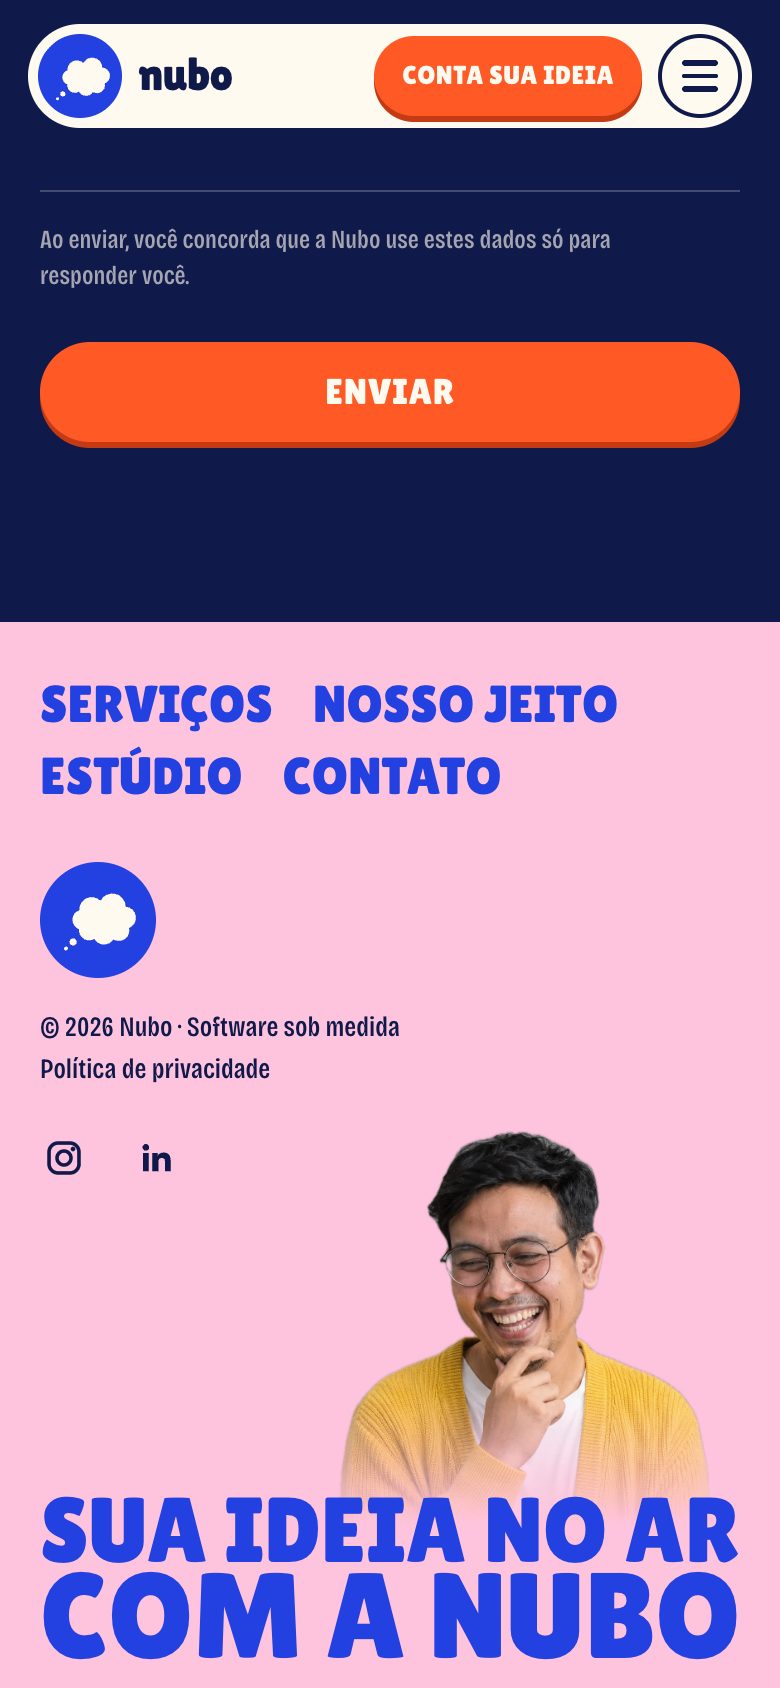 nubo
CONTA SUA IDEIA
Ao enviar, você concorda que a Nubo use estes dados só para
responder você.
ENVIAR
SERVIÇOS NOSSO JEITO
ESTÚDIO CONTATO
© 2026 Nubo · Software sob medida
Política de privacidade
in
SUA IDEIA NO AR
COM A NUBO